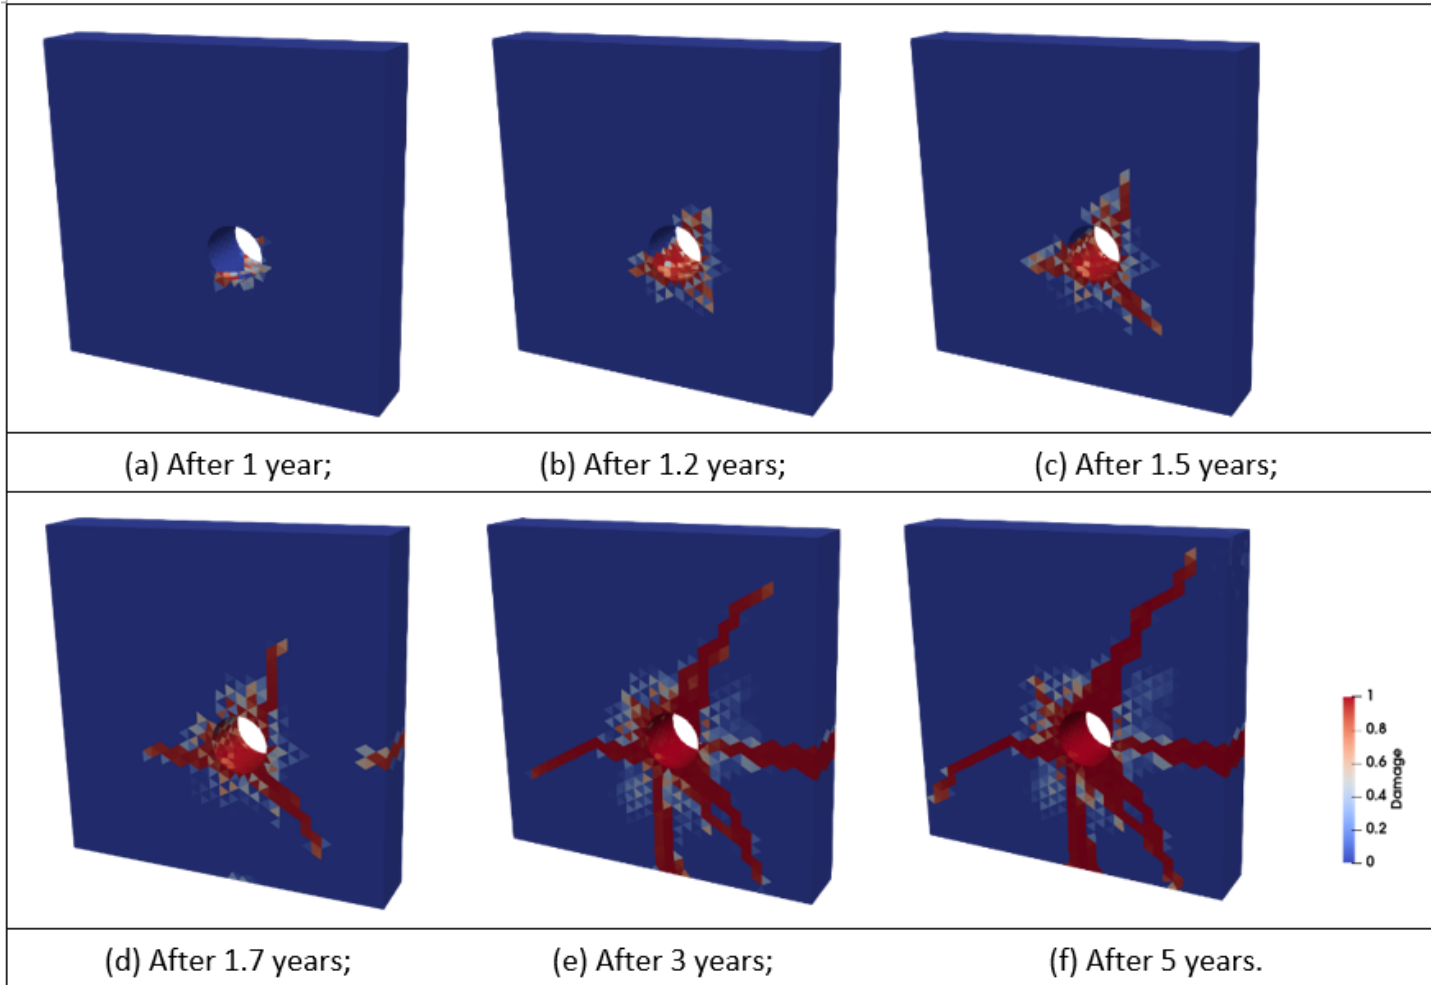 (a) After 1 year;
(b) After 1.2 years;
(c) After 1.5 years;
1
0.8
0.6
0.4
0.2
0
Damage
(d) After 1.7 years;
(e) After 3 years;
(f) After 5 years.